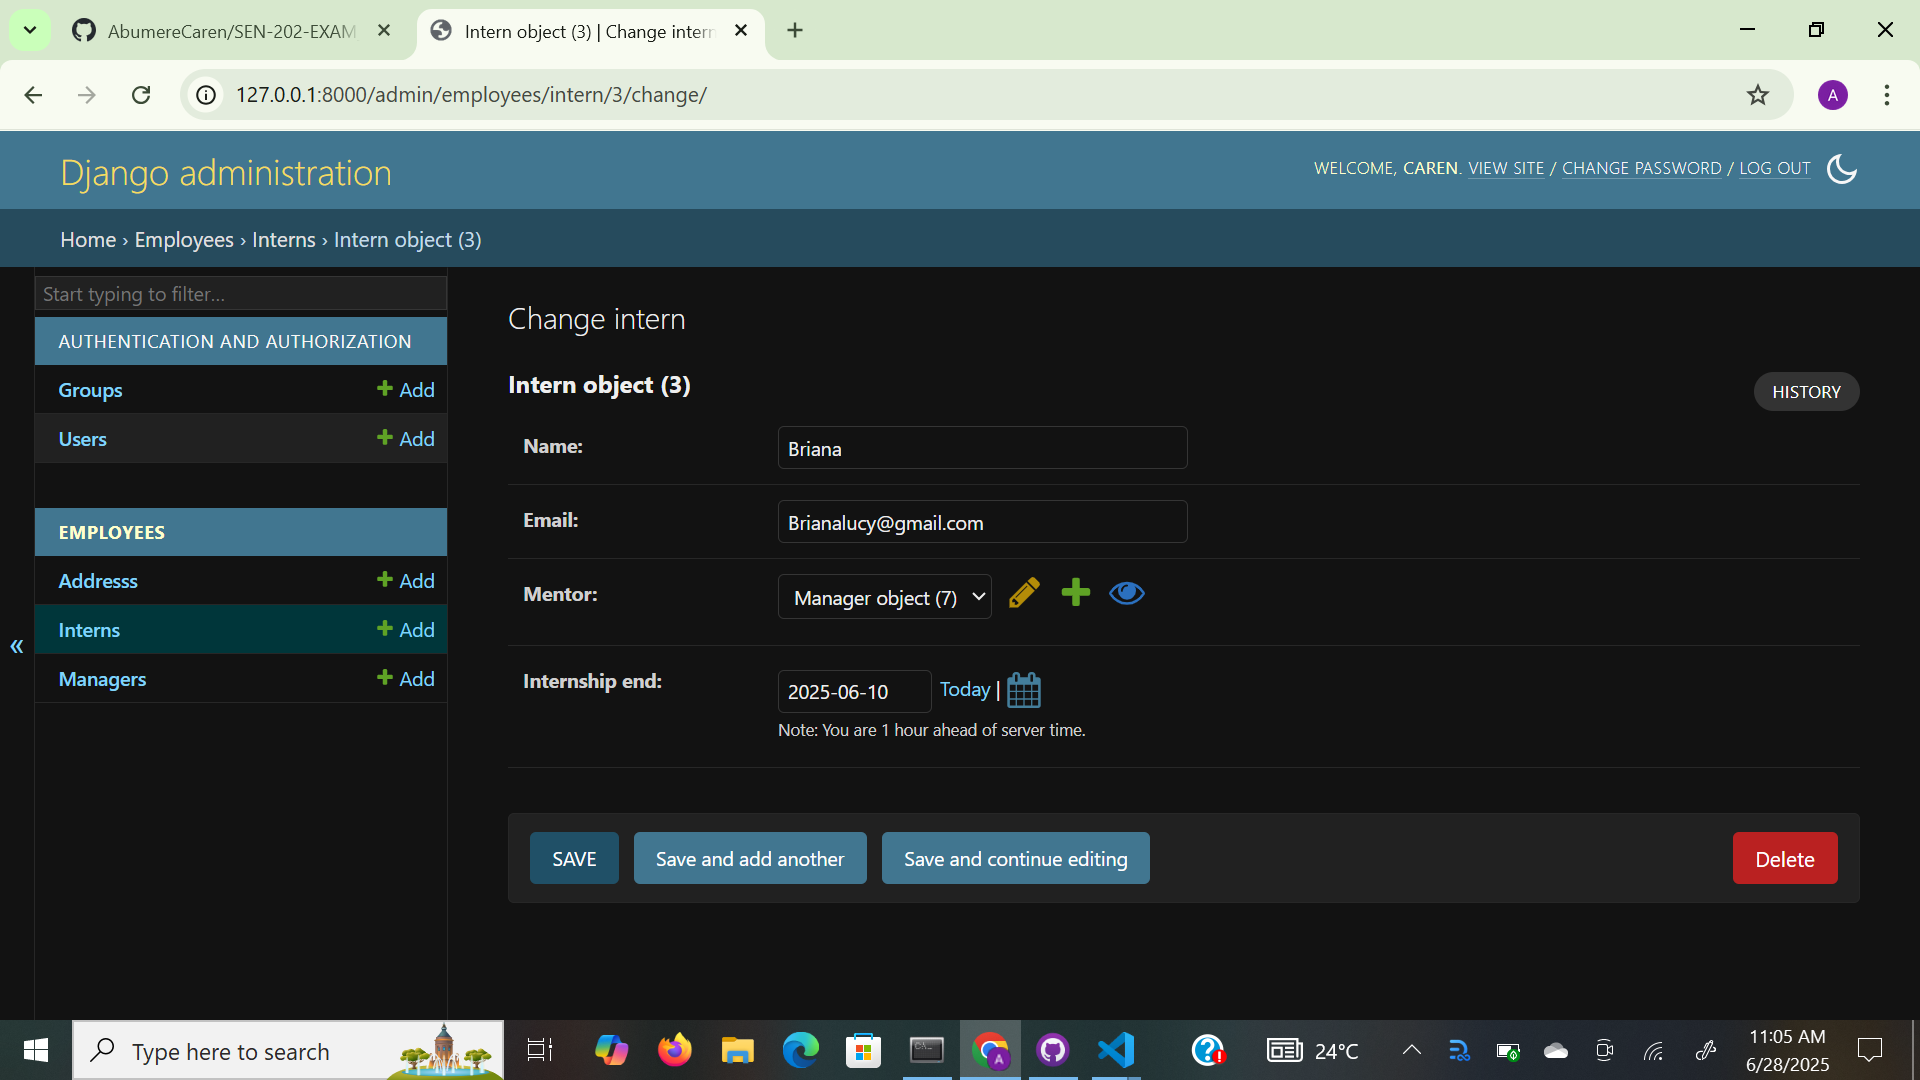 AbumereCaren/SEN-202-EXAM
Intern object (3) | Change intern
127.0.0.1:8000/admin/employees/intern/3/change/
A
Django administration
WELCOME, CAREN. VIEW SITE / CHANGE PASSWORD / LOG OUT
Home › Employees › Interns › Intern object (3)
Start typing to filter...
AUTHENTICATION AND AUTHORIZATION
Groups + Add
Users + Add
EMPLOYEES
Addresss + Add
Interns + Add
Managers + Add
«
Change intern
Intern object (3)
HISTORY
Name: Briana
Email: Brianalucy@gmail.com
Mentor: Manager object (7)
Internship end: 2025-06-10 Today |
Note: You are 1 hour ahead of server time.
SAVE Save and add another Save and continue editing Delete
Type here to search
A
24°C
11:05 AM
6/28/2025